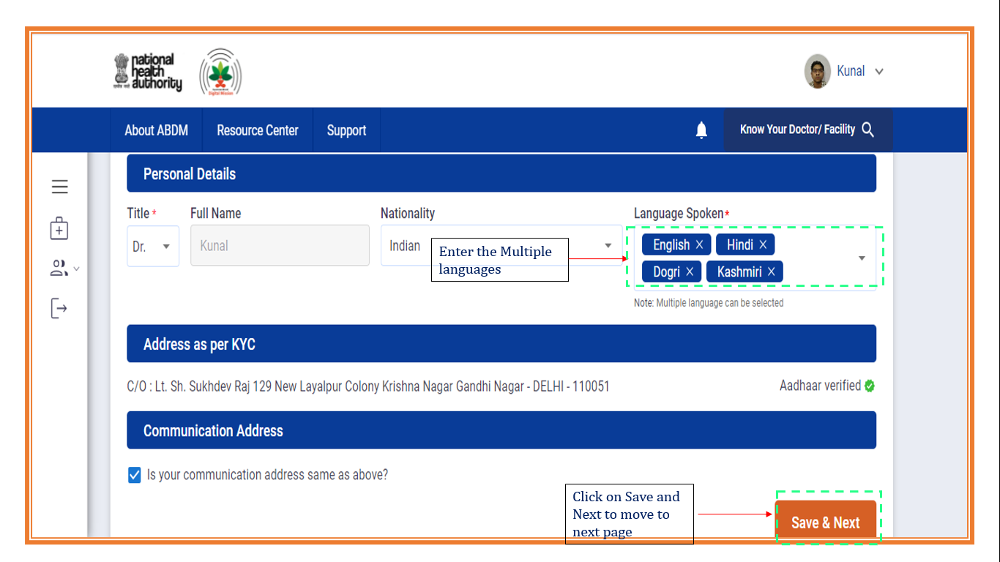 national
health
authority
Digital Mission
Kunal
About ABDM
Resource Center
Support
Know Your Doctor/ Facility
Personal Details
Title *
Full Name
Nationality
Language Spoken*
Dr.
Kunal
Indian
English ×
Hindi ×
Dogri ×
Kashmiri ×
Enter the Multiple
languages
Note: Multiple language can be selected
Address as per KYC
C/O : Lt. Sh. Sukhdev Raj 129 New Layalpur Colony Krishna Nagar Gandhi Nagar - DELHI - 110051
Aadhaar verified
Communication Address
Is your communication address same as above?
Click on Save and
Next to move to
next page
Save & Next